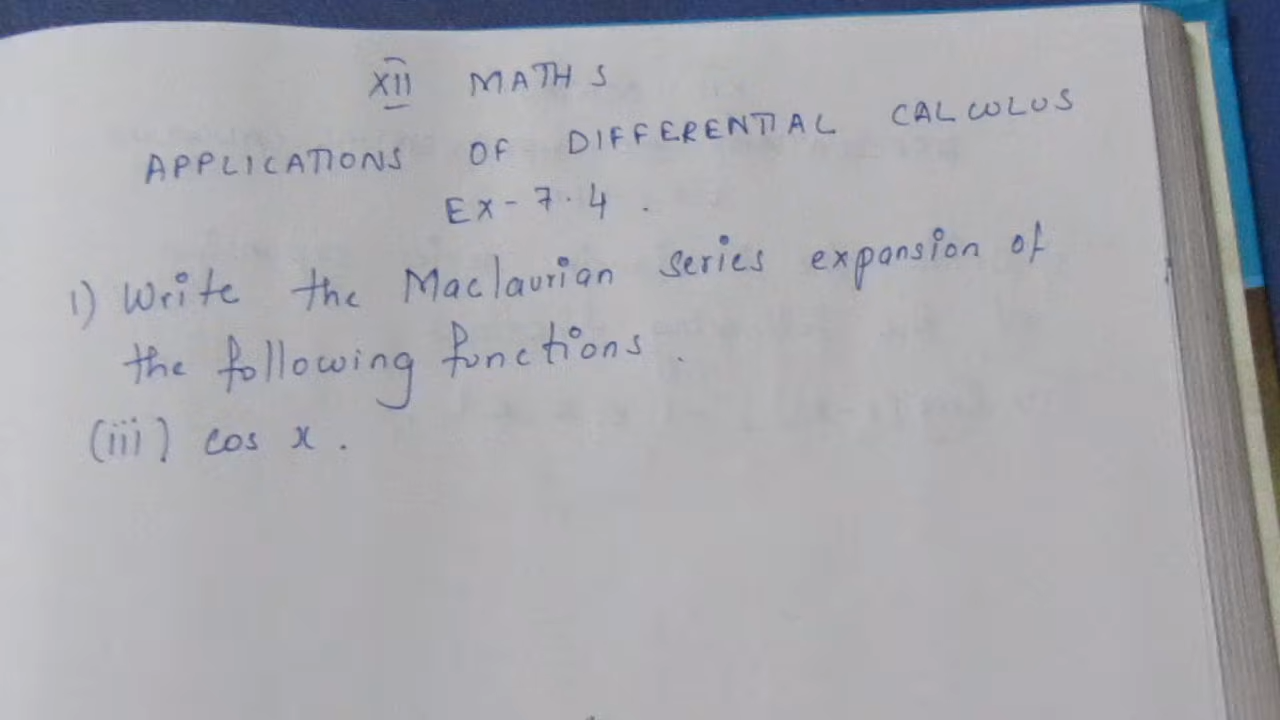 XII MATHS
APPLICATIONS OF DIFFERENTIAL CALCULUS
EX - 7.4 .
1) Write the Maclaurian series expansion of
the following functions .
(iii) cos x .